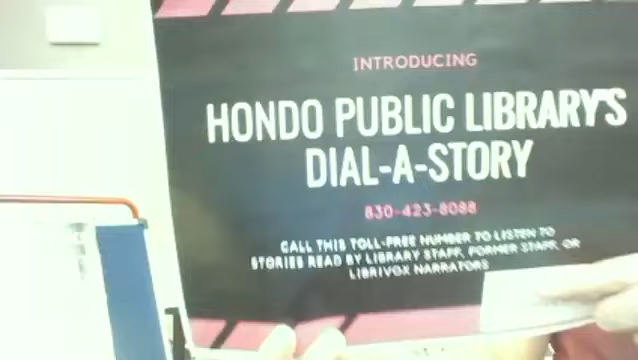 INTRODUCING
HONDO PUBLIC LIBRARY'S
DIAL-A-STORY
830-423-8088
CALL THIS TOLL-FREE NUMBER TO LISTEN TO
STORIES READ BY LIBRARY STAFF, FORMER STAFF, OR
LIBRIVOX NARRATORS